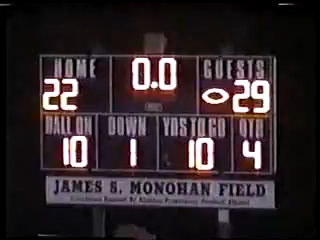 HOME 0.0 GUESTS
22 29
BALL ON DOWN YDS TO GO QTR
10 1 10 4
JAMES S. MONOHAN FIELD